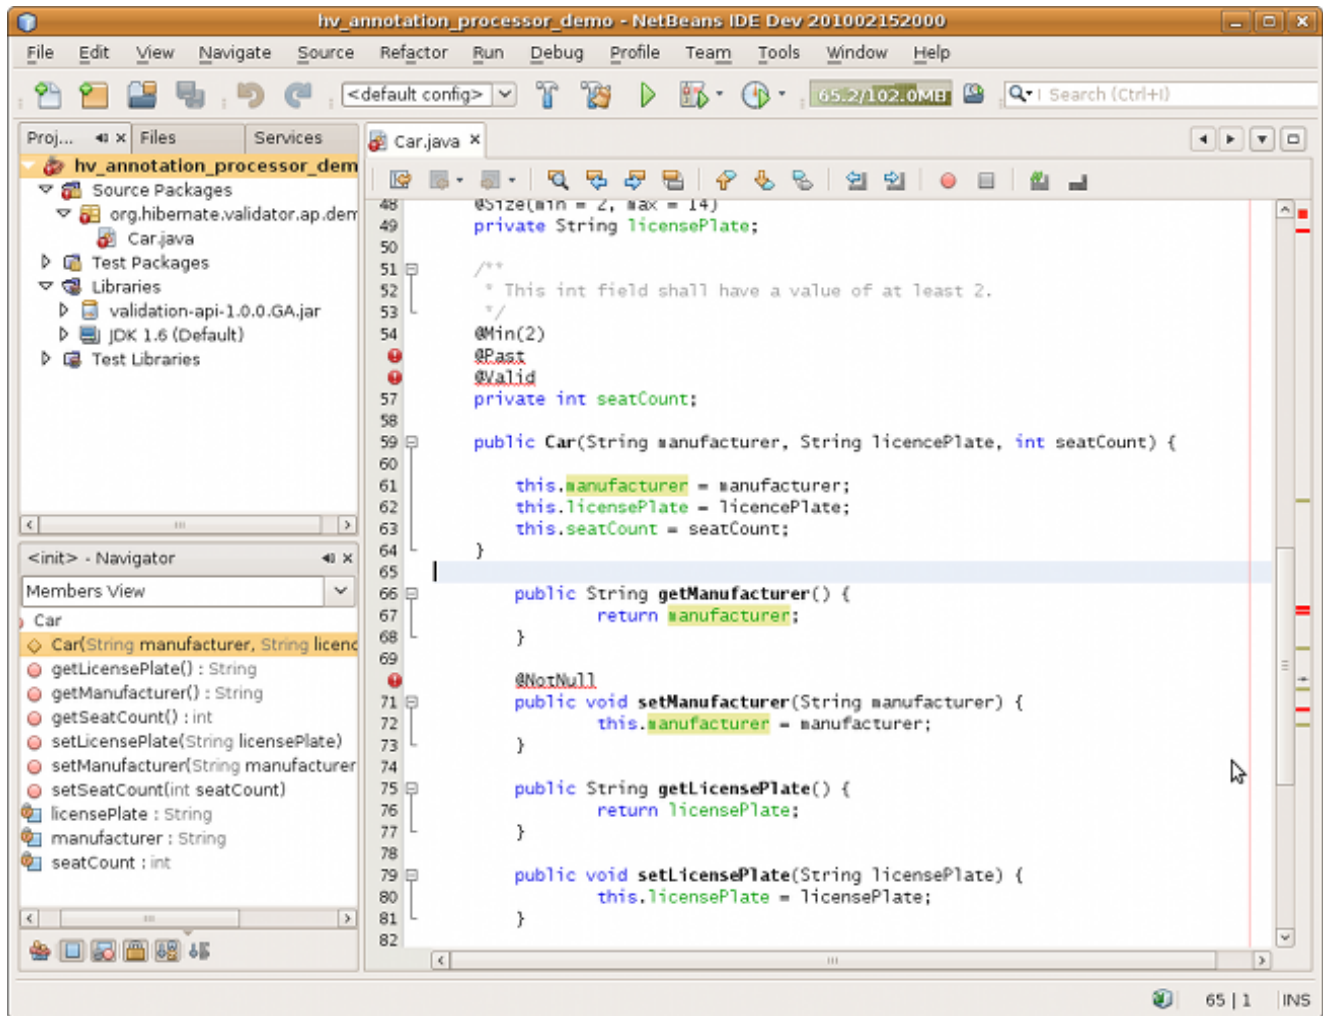 hv_annotation_processor_demo - NetBeans IDE Dev 201002152000
File Edit View Navigate Source Refactor Run Debug Profile Team Tools Window Help
<default config> 65.2/102.0MB Search (Ctrl+I)
Proj... Files Services
Car.java
hv_annotation_processor_dem
Source Packages
org.hibernate.validator.ap.dem
Car.java
Test Packages
Libraries
validation-api-1.0.0.GA.jar
JDK 1.6 (Default)
Test Libraries
<init> - Navigator
Members View
Car
Car(String manufacturer, String licenc
getLicensePlate() : String
getManufacturer() : String
getSeatCount() : int
setLicensePlate(String licensePlate)
setManufacturer(String manufacturer
setSeatCount(int seatCount)
licensePlate : String
manufacturer : String
seatCount : int
48 @Size(min = 2, max = 14)
49 private String licensePlate;
50
51 /**
52 * This int field shall have a value of at least 2.
53 */
54 @Min(2)
@Past
@Valid
57 private int seatCount;
58
59 public Car(String manufacturer, String licencePlate, int seatCount) {
60
61 this.manufacturer = manufacturer;
62 this.licensePlate = licencePlate;
63 this.seatCount = seatCount;
64 }
65
66 public String getManufacturer() {
67 return manufacturer;
68 }
69
@NotNull
71 public void setManufacturer(String manufacturer) {
72 this.manufacturer = manufacturer;
73 }
74
75 public String getLicensePlate() {
76 return licensePlate;
77 }
78
79 public void setLicensePlate(String licensePlate) {
80 this.licensePlate = licensePlate;
81 }
82
65 | 1 INS